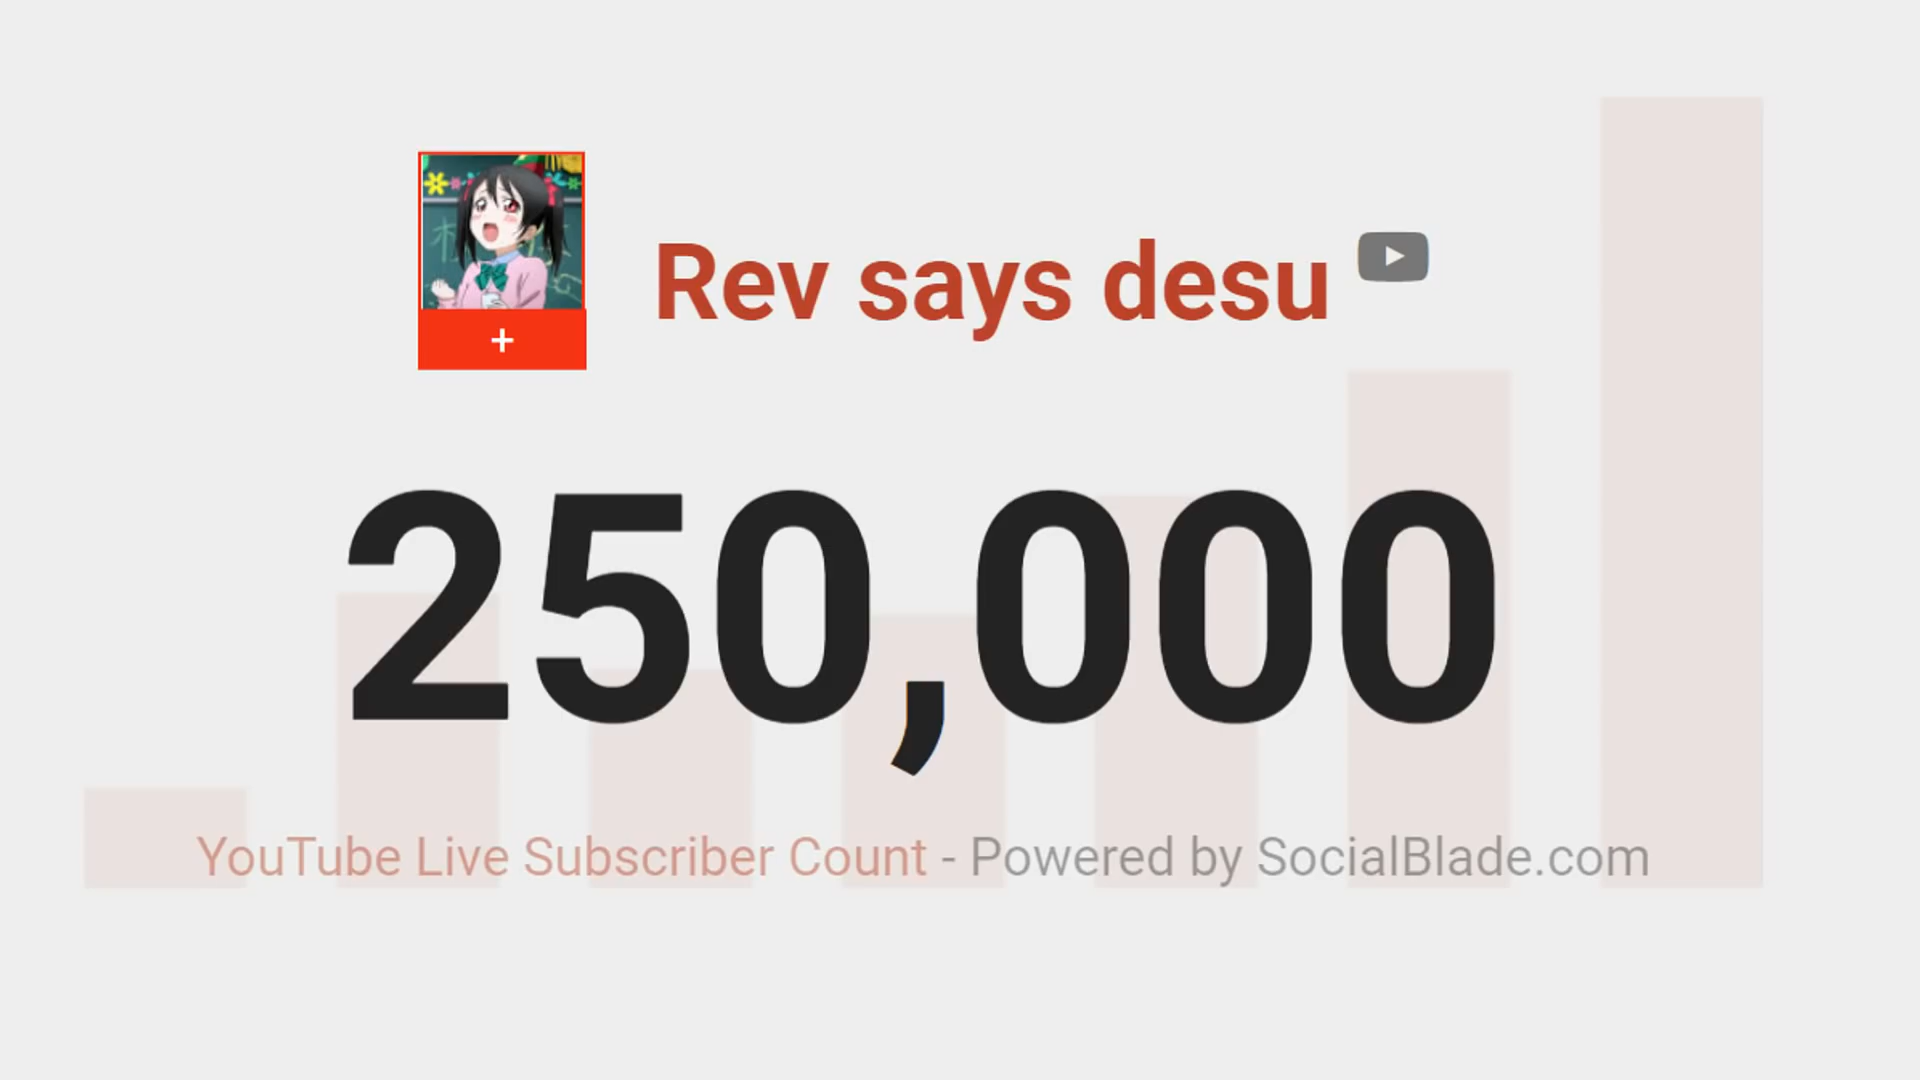 Rev says desu
+
250,000
YouTube Live Subscriber Count - Powered by SocialBlade.com